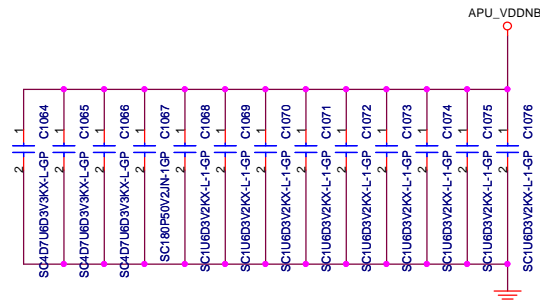 APU_VDDNB
1
2
C1064
SC4D7U6D3V3KX-L-GP
1
2
C1065
SC4D7U6D3V3KX-L-GP
1
2
C1066
SC4D7U6D3V3KX-L-GP
1
2
C1067
SC180P50V2JN-1GP
1
2
C1068
SC1U6D3V2KX-L-1-GP
1
2
C1069
SC1U6D3V2KX-L-1-GP
1
2
C1070
SC1U6D3V2KX-L-1-GP
1
2
C1071
SC1U6D3V2KX-L-1-GP
1
2
C1072
SC1U6D3V2KX-L-1-GP
1
2
C1073
SC1U6D3V2KX-L-1-GP
1
2
C1074
SC1U6D3V2KX-L-1-GP
1
2
C1075
SC1U6D3V2KX-L-1-GP
1
2
C1076
SC1U6D3V2KX-L-1-GP